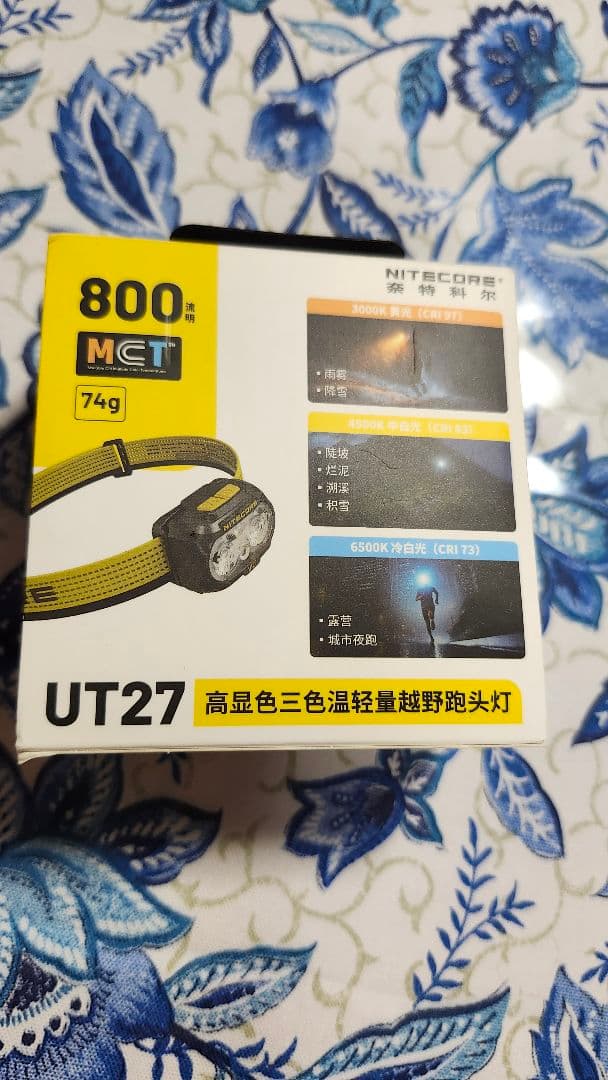 800 流明
MCT™
74g
NITECORE®
奈特科尔
3000K 黄光（CRI 97）
▪ 雨雾
▪ 降雪
4500K 中白光（CRI 83）
▪ 陡坡
▪ 烂泥
▪ 溯溪
▪ 积雪
6500K 冷白光（CRI 73）
▪ 露营
▪ 城市夜跑
NITECORE
UT27 高显色三色温轻量越野跑头灯